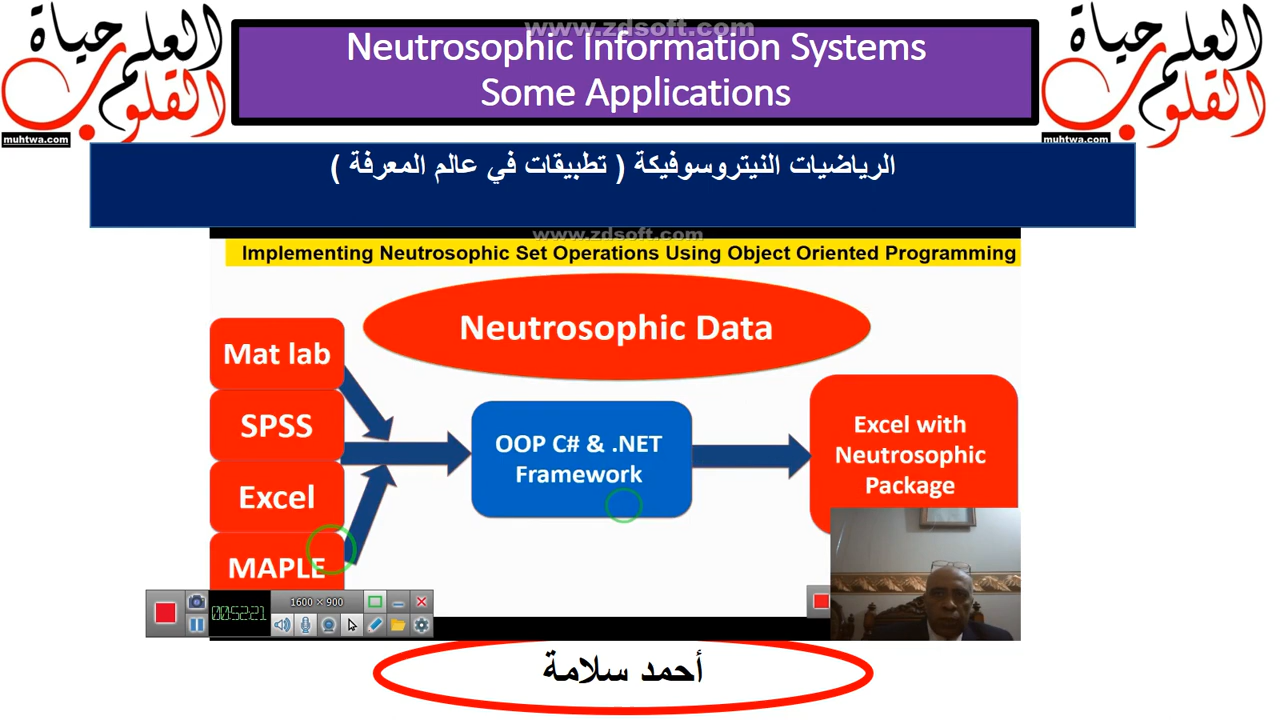 www.zdsoft.com
Neutrosophic Information Systems
Some Applications
العلم حياة القلوب
muhtwa.com
العلم حياة القلوب
muhtwa.com
الرياضيات النيتروسوفيكة ( تطبيقات في عالم المعرفة )
www.zdsoft.com
Implementing Neutrosophic Set Operations Using Object Oriented Programming
Neutrosophic Data
Mat lab
SPSS
Excel
MAPLE
OOP C# & .NET
Framework
Excel with
Neutrosophic
Package
00:52:21
1600 × 900
أحمد سلامة